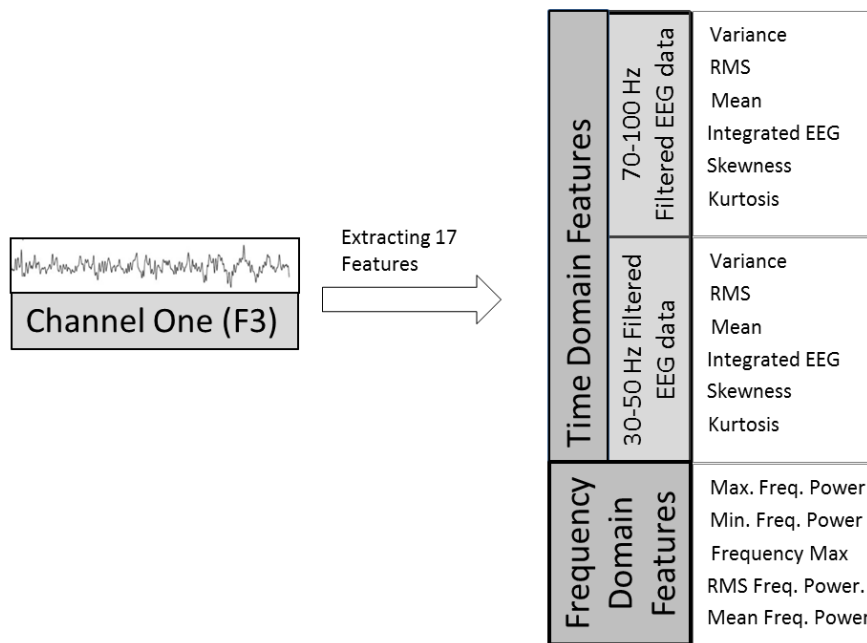 Channel One (F3)
Extracting 17
Features
Time Domain Features
70-100 Hz
Filtered EEG data
Variance
RMS
Mean
Integrated EEG
Skewness
Kurtosis
30-50 Hz Filtered
EEG data
Variance
RMS
Mean
Integrated EEG
Skewness
Kurtosis
Frequency
Domain
Features
Max. Freq. Power
Min. Freq. Power
Frequency Max
RMS Freq. Power.
Mean Freq. Power